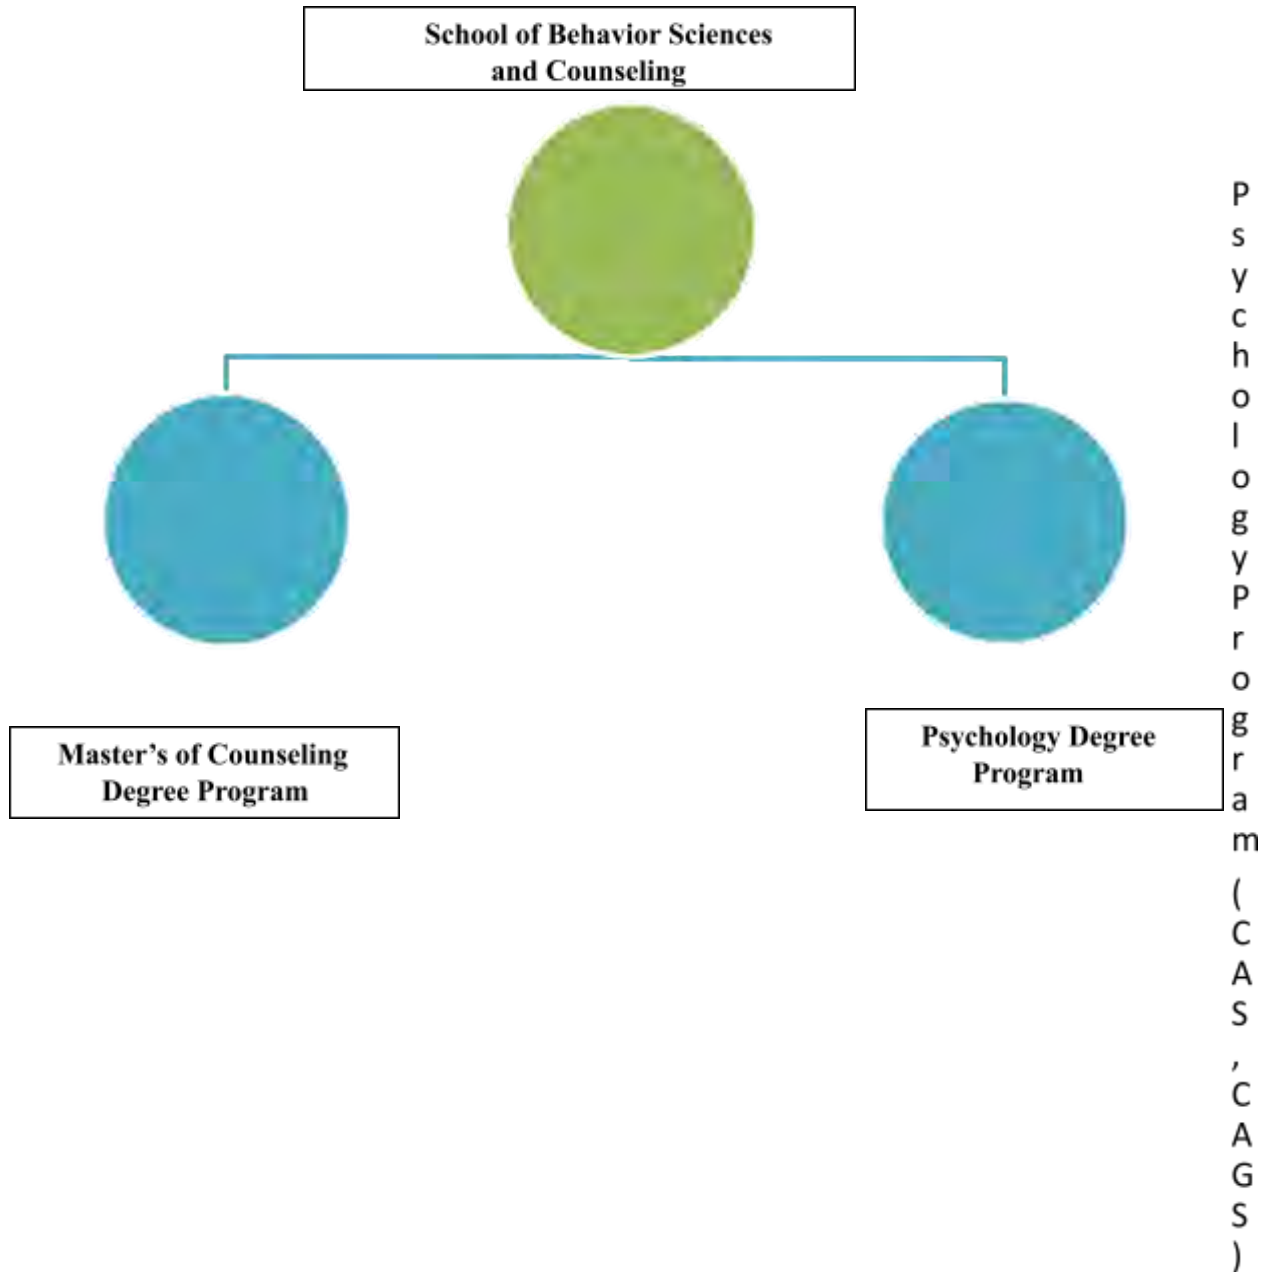 School of Behavior Sciences
and Counseling
Master's of Counseling
Degree Program
Psychology Degree
Program
P
s
y
c
h
o
l
o
g
y
P
r
o
g
r
a
m
(
C
A
S
,
C
A
G
S
)